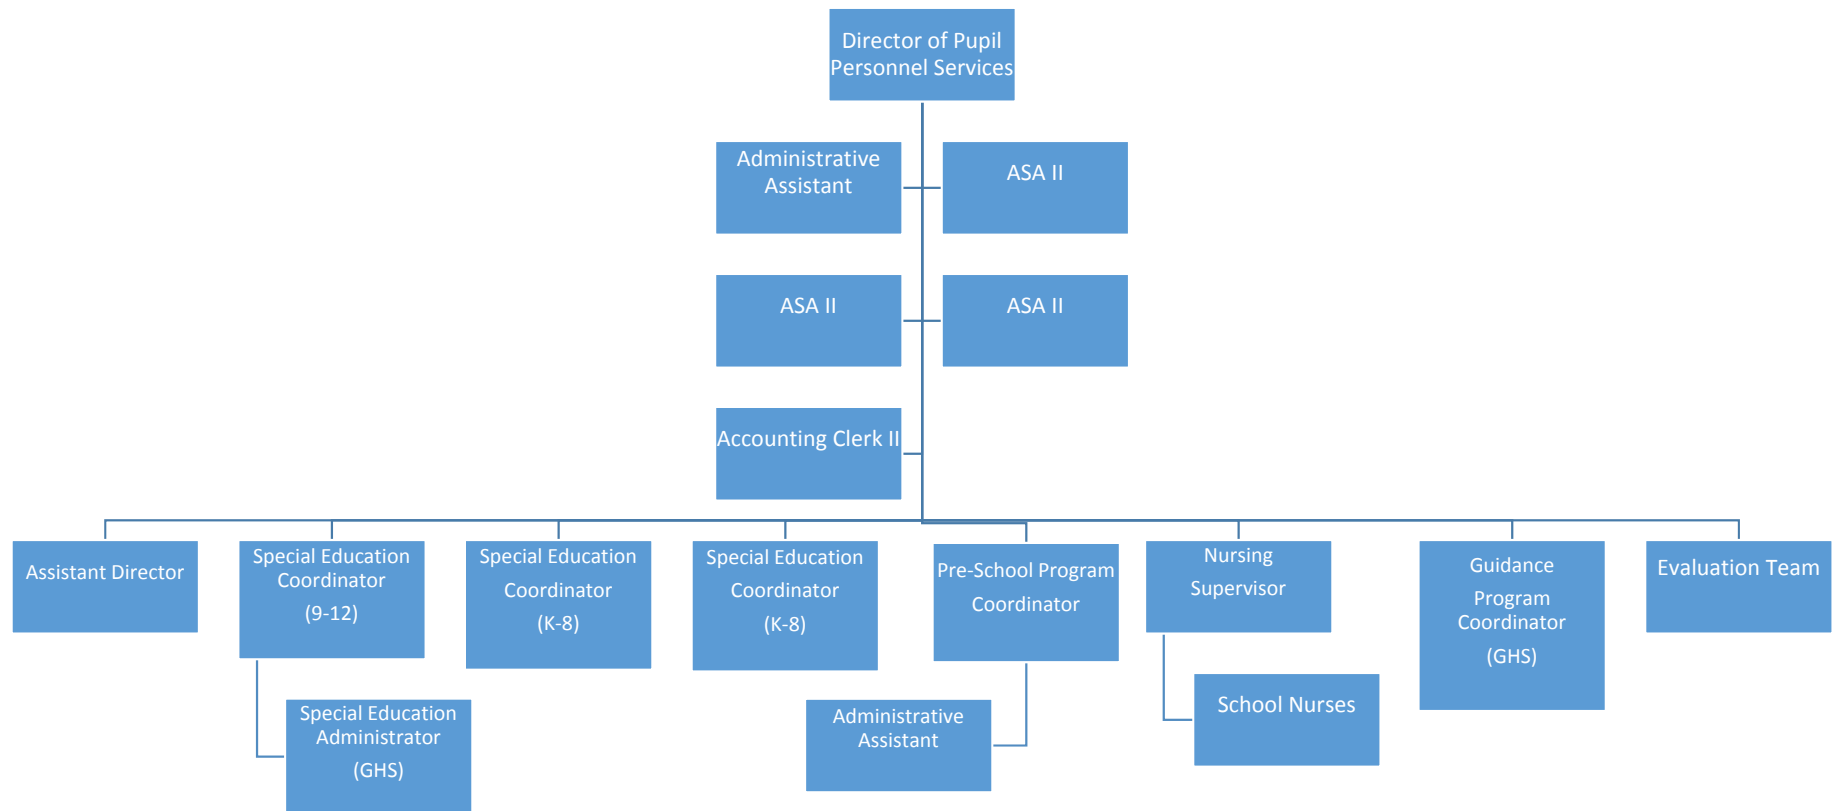 Director of Pupil
Personnel Services
Administrative
Assistant
ASA II
ASA II
ASA II
Accounting Clerk II
Assistant Director
Special Education
Coordinator
(9-12)
Special Education
Coordinator
(K-8)
Special Education
Coordinator
(K-8)
Pre-School Program
Coordinator
Nursing
Supervisor
Guidance
Program
Coordinator
(GHS)
Evaluation Team
Special Education
Administrator
(GHS)
Administrative
Assistant
School Nurses